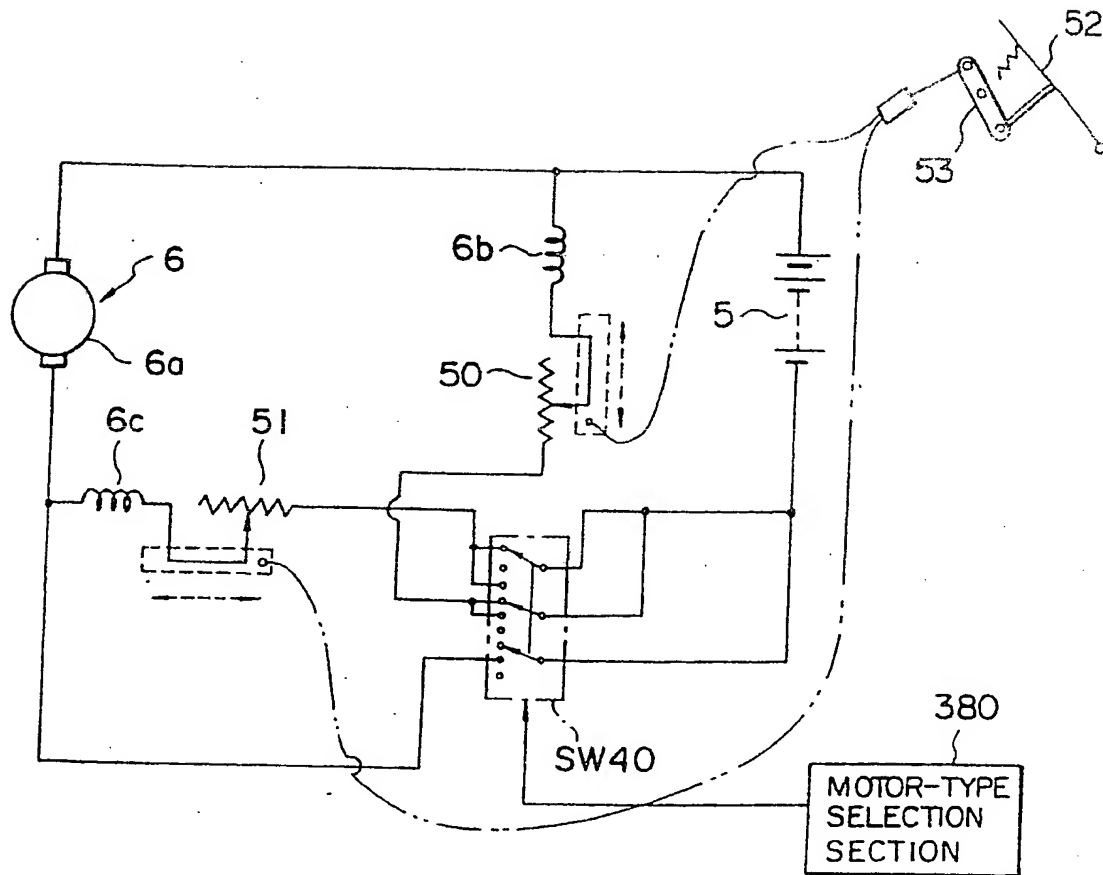 52
53
6b
6
5
6a
50
6c
51
SW40
380
MOTOR-TYPE
SELECTION
SECTION